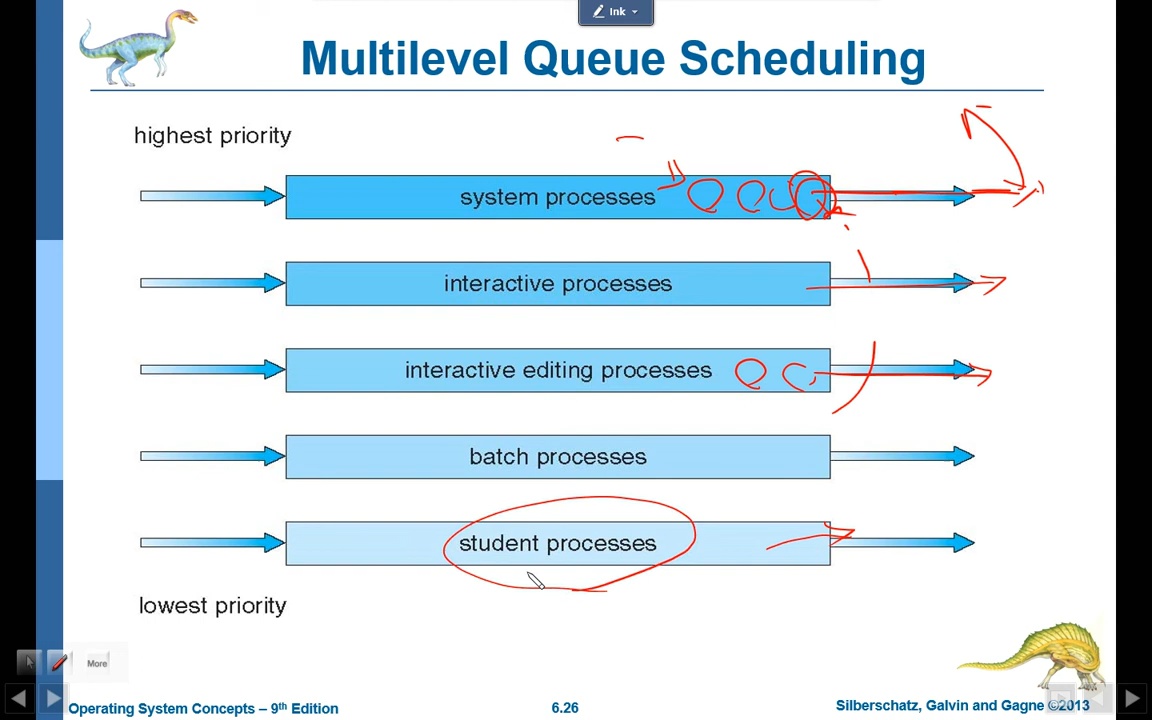 Ink
Multilevel Queue Scheduling
highest priority
system processes
interactive processes
interactive editing processes
batch processes
student processes
lowest priority
More
Operating System Concepts – 9th Edition
6.26
Silberschatz, Galvin and Gagne ©2013